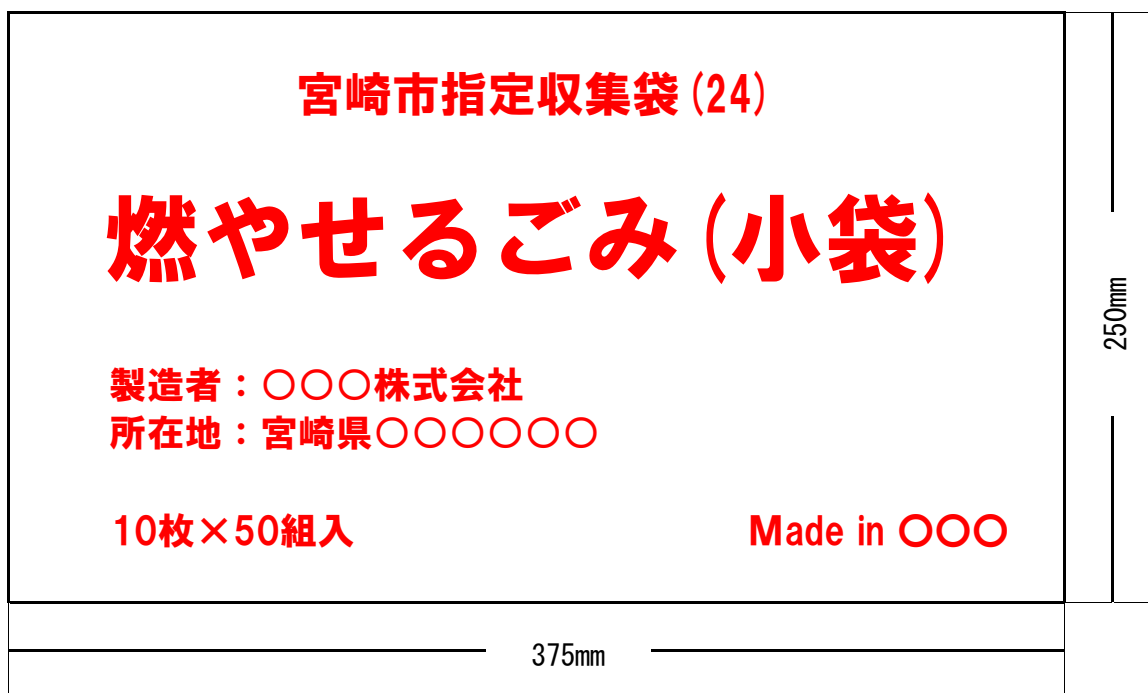 宮崎市指定収集袋(24)
燃やせるごみ(小袋)
製造者：○○○株式会社
所在地：宮崎県○○○○○○
10枚×50組入
Made in ○○○
250mm
375mm